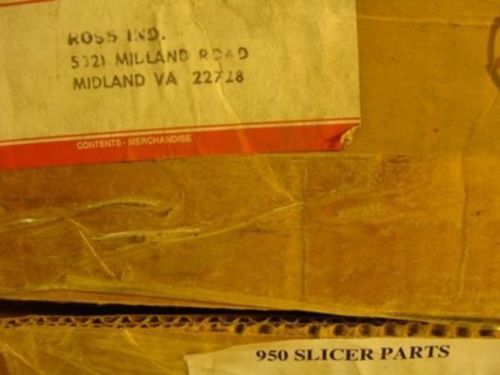 ROSS IND.
5321 MILLAND ROAD
MIDLAND VA 22728
CONTENTS - MERCHANDISE
950 SLICER PARTS